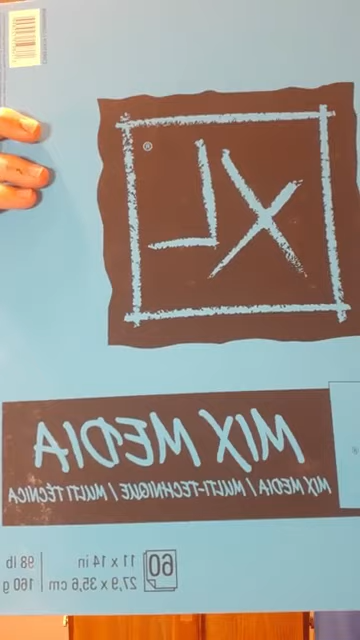 XL®
MIX MEDIA
MIX MEDIA / MULTI-TECHNIQUE / MULTI TÉCNICA
60
11 x 14 in
27,9 x 35,6 cm
98 lb
160 g